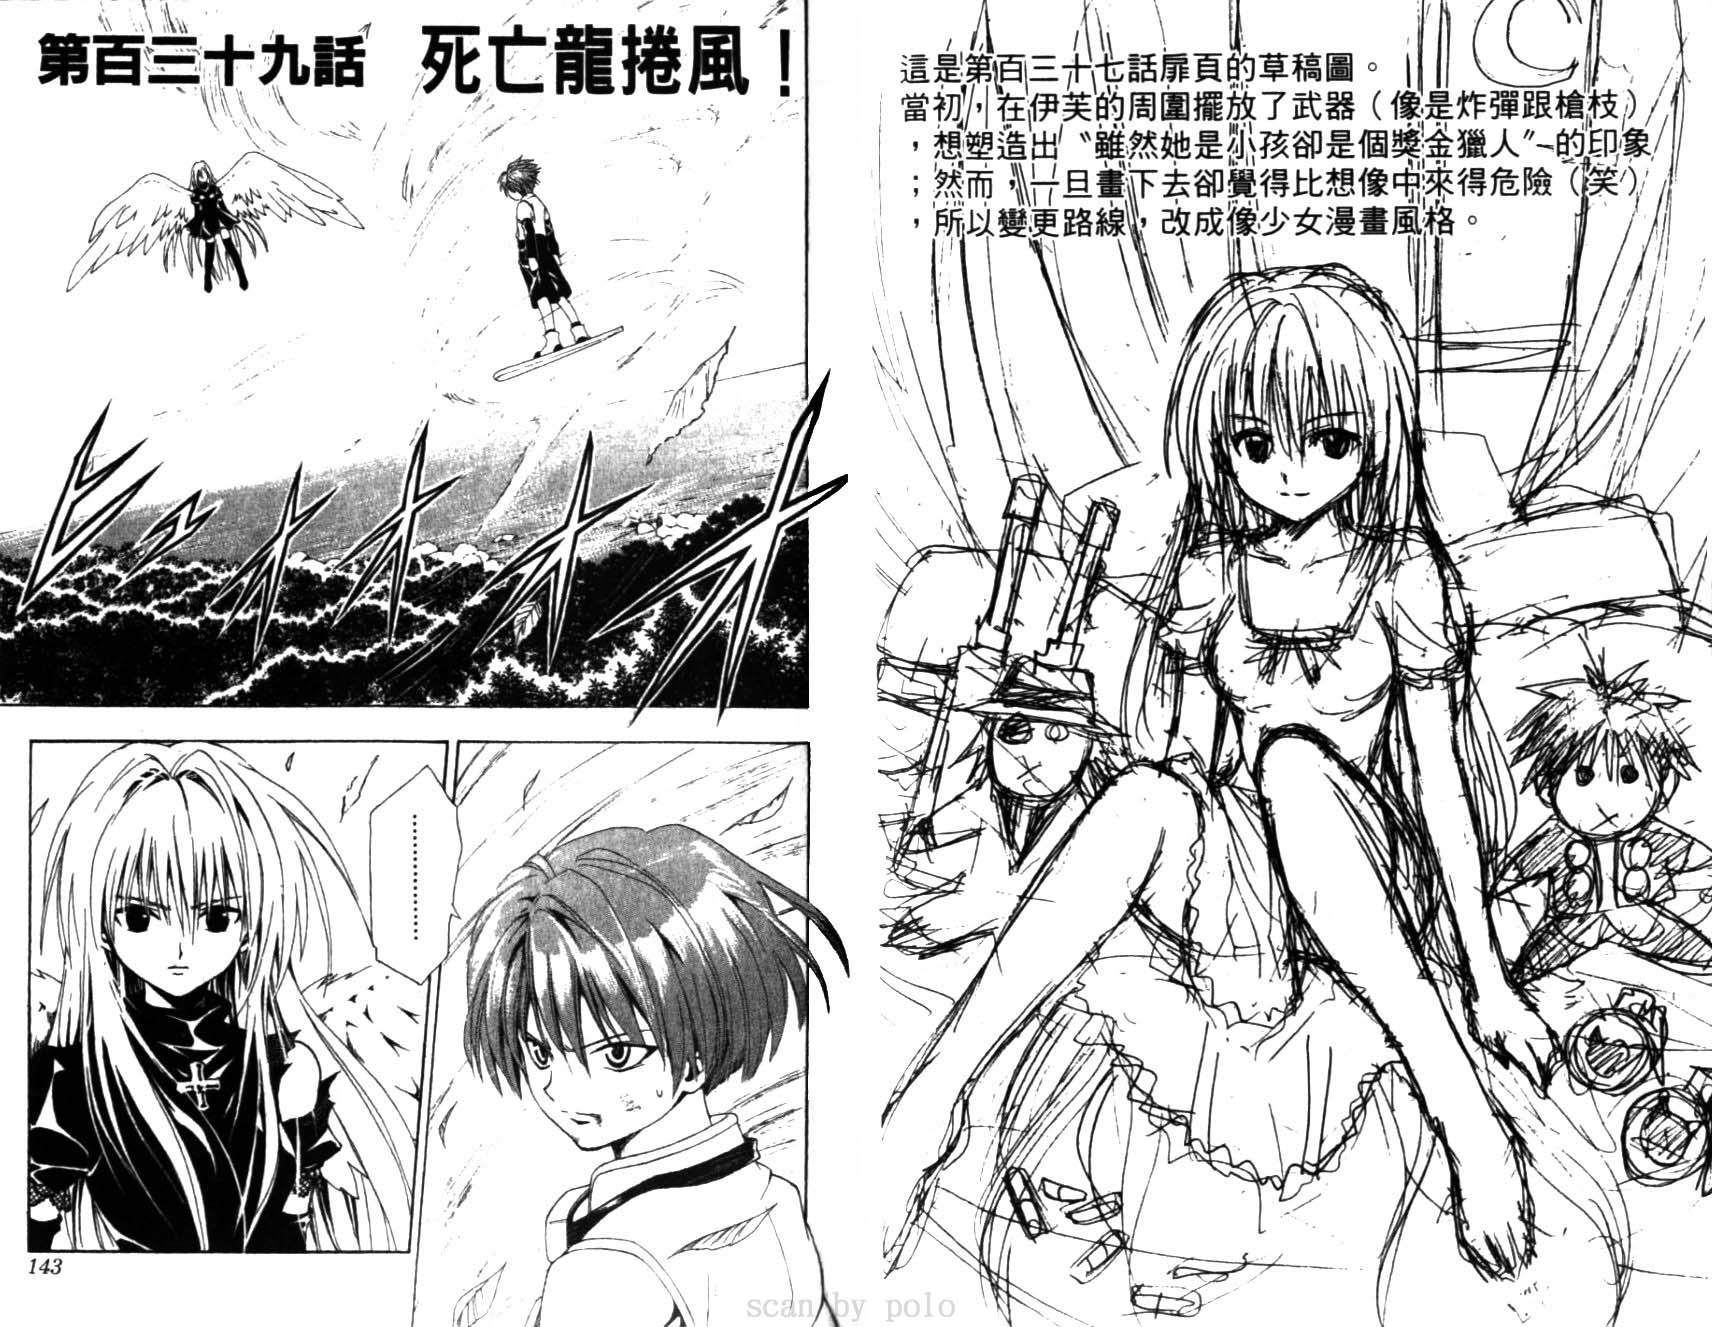 這是第百三十七話扉頁的草稿圖。
當初，在伊芙的周圍擺放了武器（像是炸彈跟槍枝）
，想塑造出〝雖然她是小孩卻是個獎金獵人〞的印象
；然而，一旦畫下去卻覺得比想像中來得危險（笑）
，所以變更路線，改成像少女漫畫風格。
第百三十九話 死亡龍捲風！
ビュオオオオオ
………………
143
scan by polo